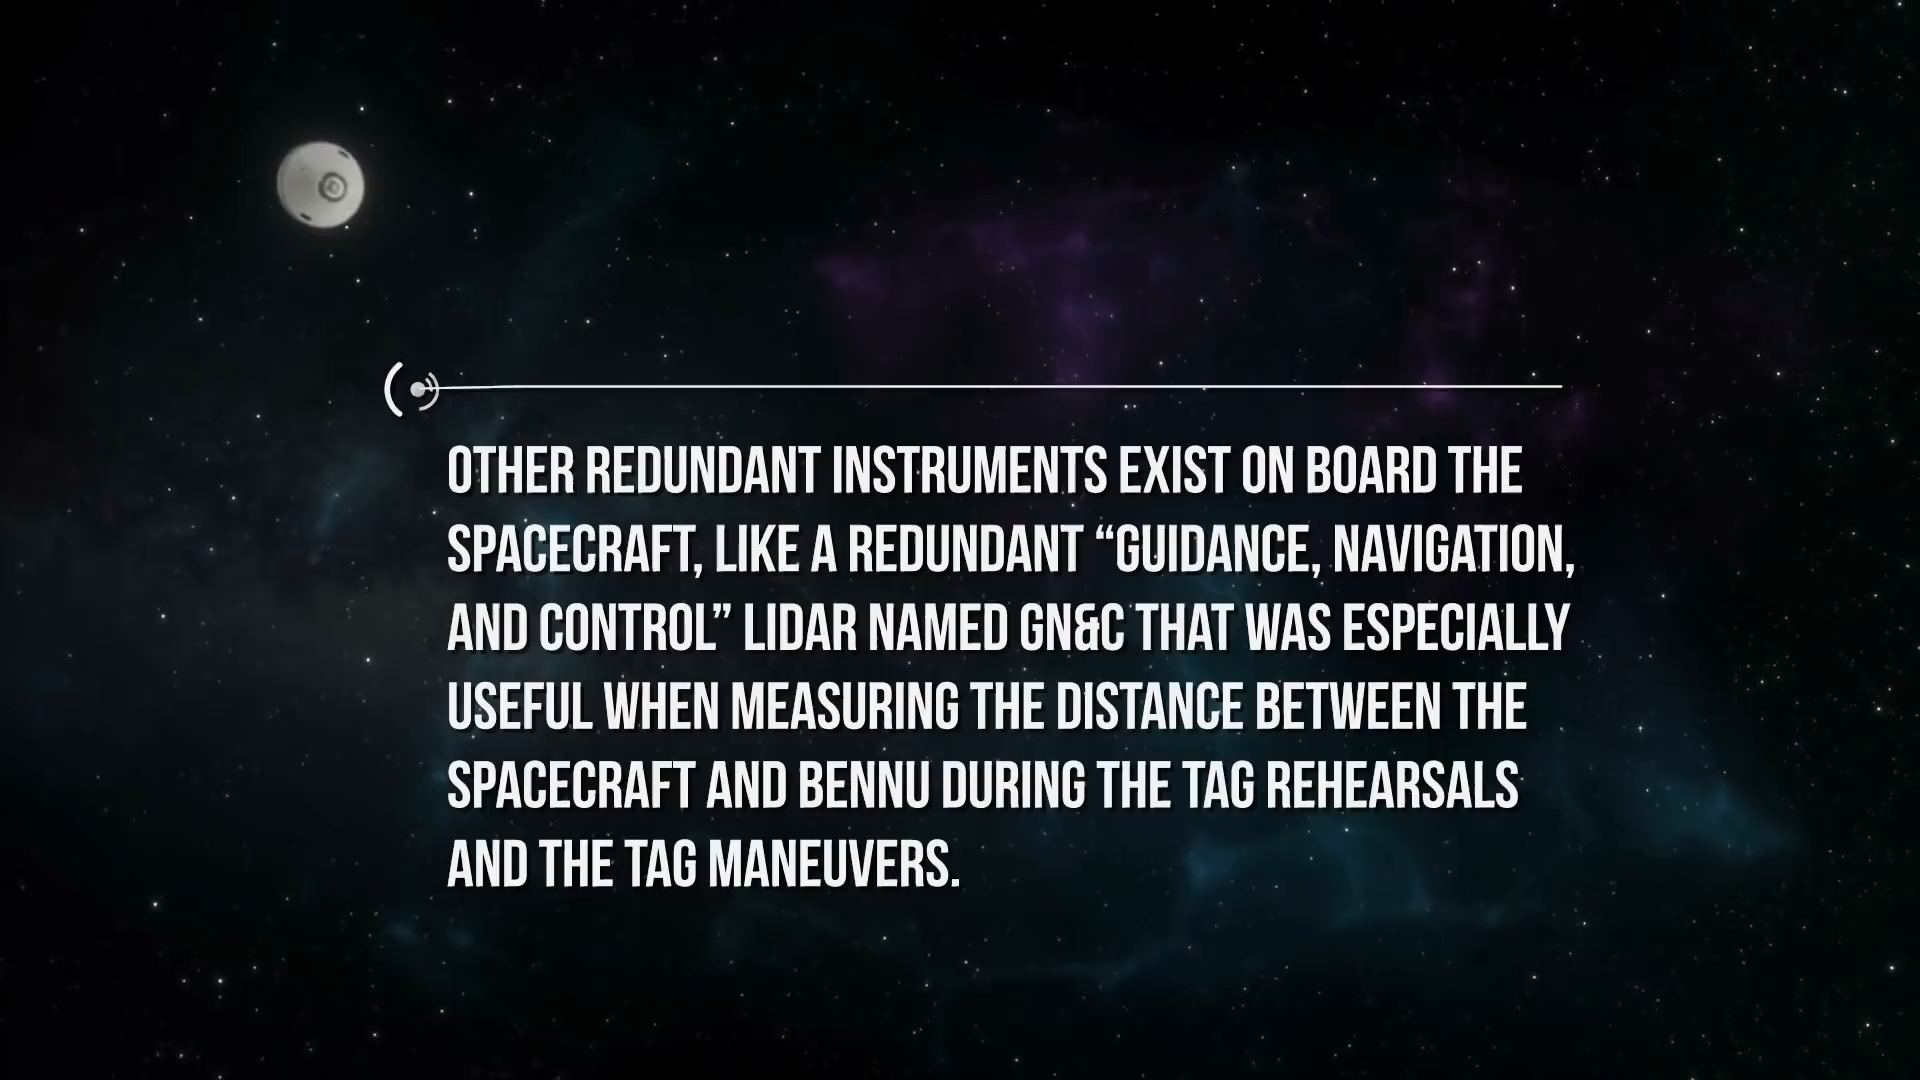 OTHER REDUNDANT INSTRUMENTS EXIST ON BOARD THE
SPACECRAFT, LIKE A REDUNDANT “GUIDANCE, NAVIGATION,
AND CONTROL” LIDAR NAMED GN&C THAT WAS ESPECIALLY
USEFUL WHEN MEASURING THE DISTANCE BETWEEN THE
SPACECRAFT AND BENNU DURING THE TAG REHEARSALS
AND THE TAG MANEUVERS.